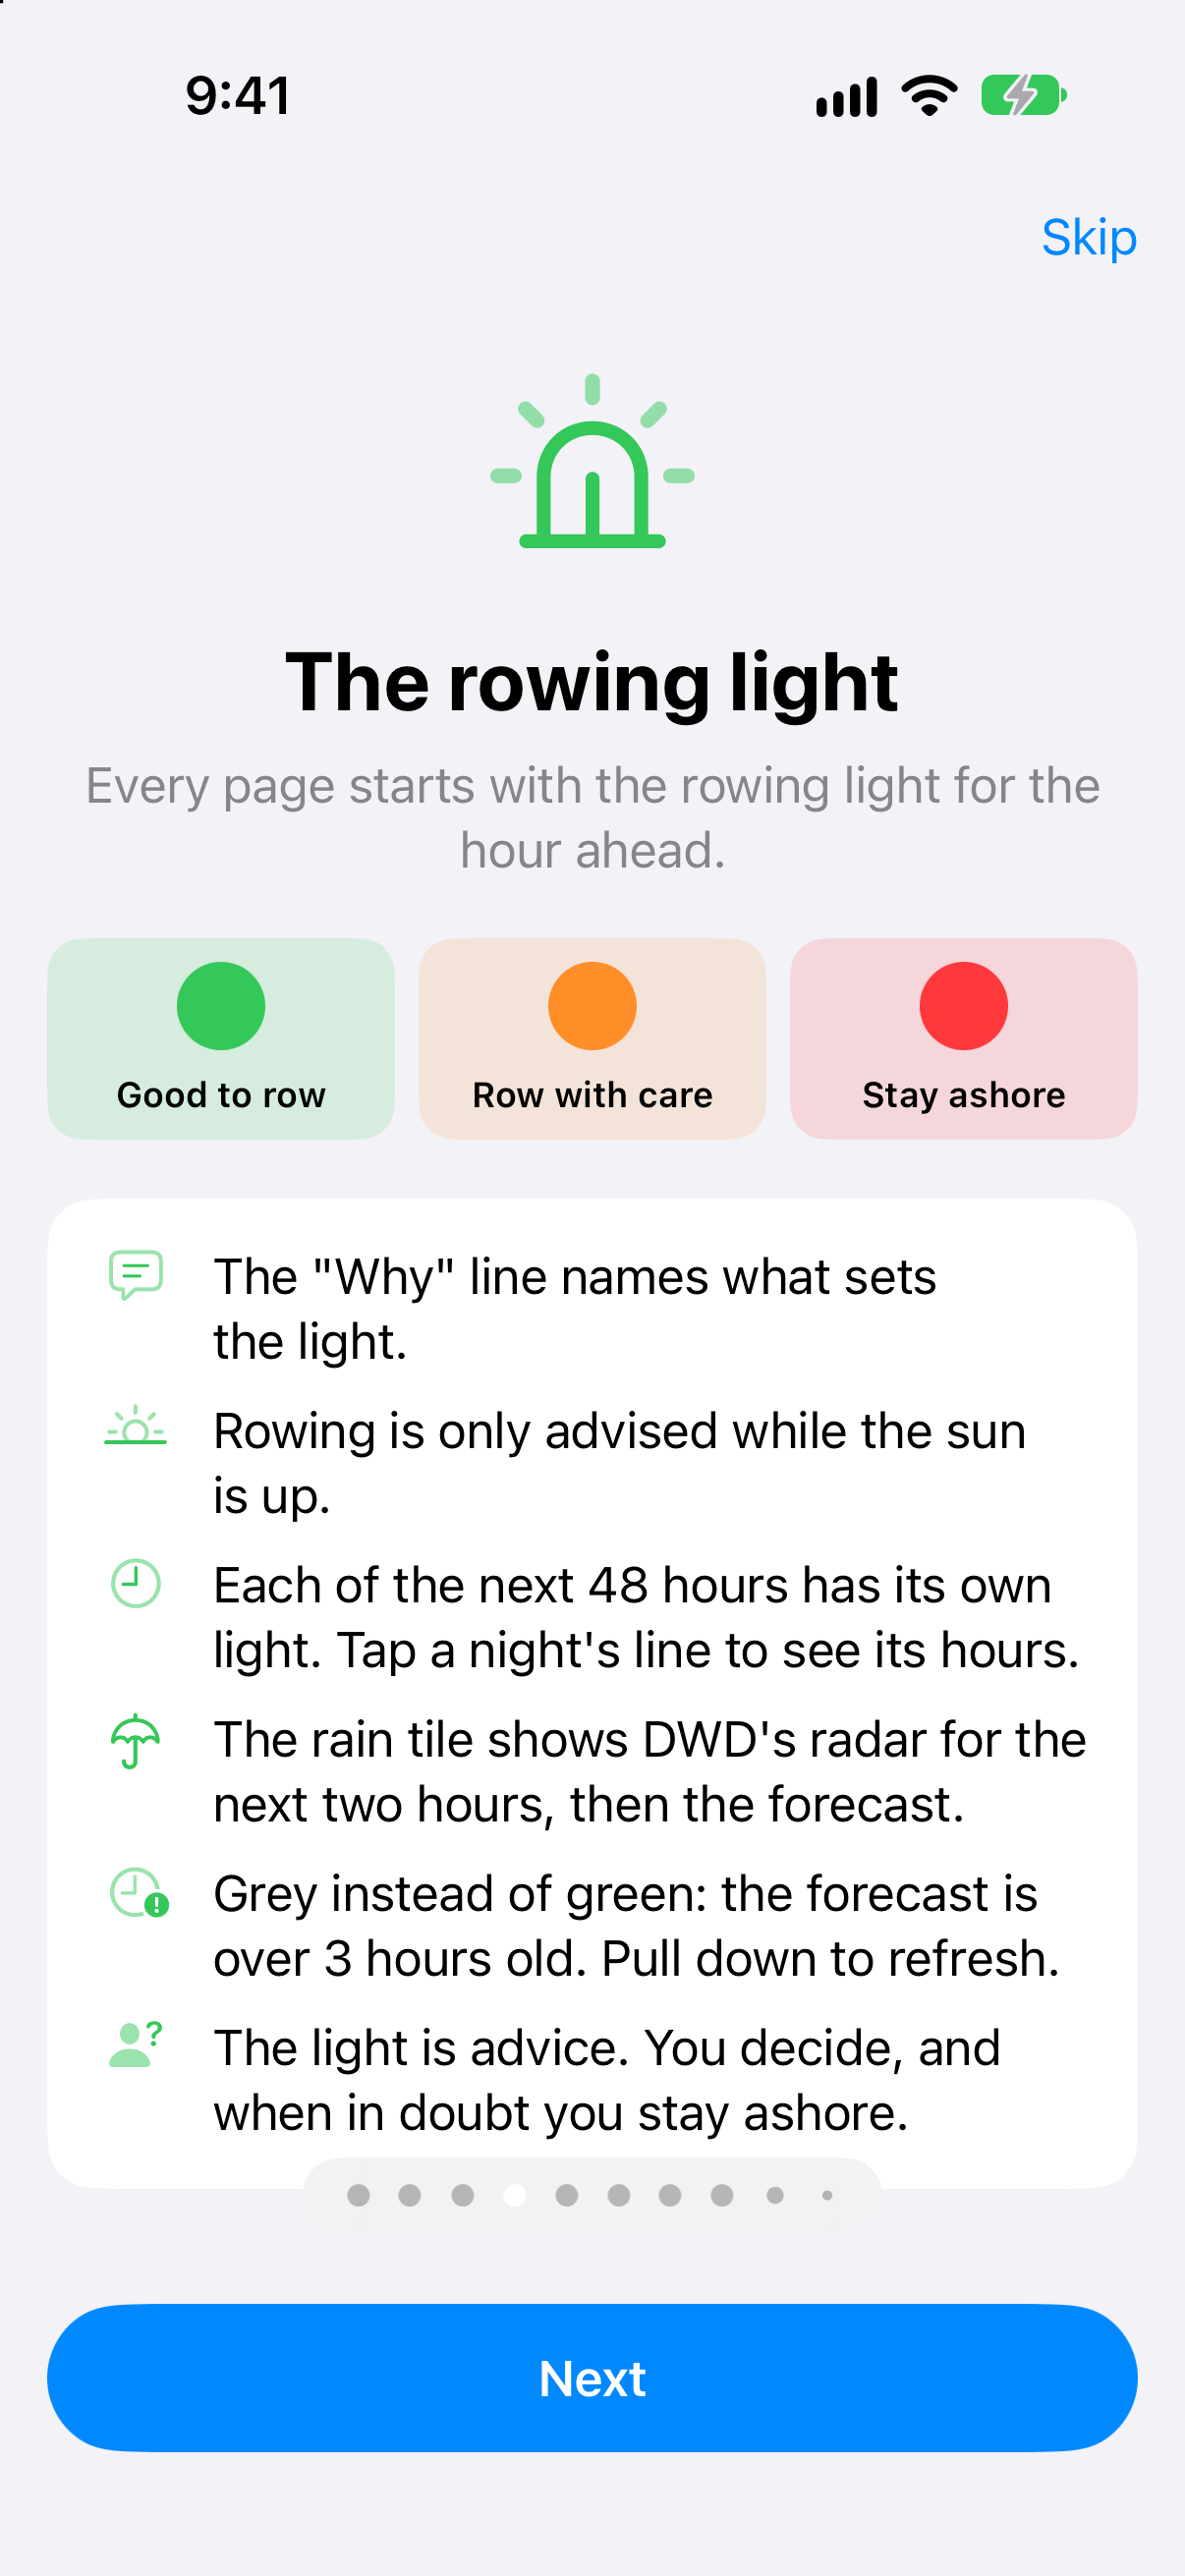 9:41
Skip
The rowing light
Every page starts with the rowing light for the
hour ahead.
Good to row
Row with care
Stay ashore
The "Why" line names what sets
the light.
Rowing is only advised while the sun
is up.
Each of the next 48 hours has its own
light. Tap a night's line to see its hours.
The rain tile shows DWD's radar for the
next two hours, then the forecast.
Grey instead of green: the forecast is
over 3 hours old. Pull down to refresh.
The light is advice. You decide, and
when in doubt you stay ashore.
Next